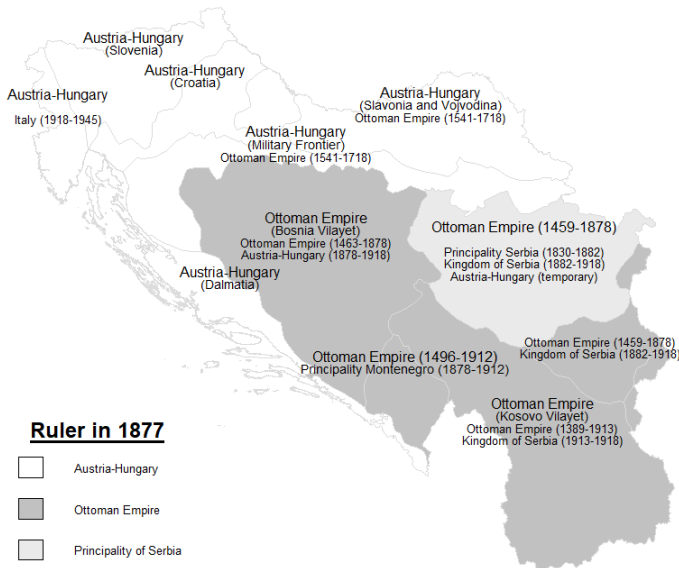 Austria-Hungary
(Slovenia)
Austria-Hungary
(Croatia)
Austria-Hungary
Italy (1918-1945)
Austria-Hungary
(Slavonia and Vojvodina)
Ottoman Empire (1541-1718)
Austria-Hungary
(Military Frontier)
Ottoman Empire (1541-1718)
Ottoman Empire
(Bosnia Vilayet)
Ottoman Empire (1463-1878)
Austria-Hungary (1878-1918)
Ottoman Empire (1459-1878)
Principality Serbia (1830-1882)
Kingdom of Serbia (1882-1918)
Austria-Hungary (temporary)
Austria-Hungary
(Dalmatia)
Ottoman Empire (1459-1878)
Kingdom of Serbia (1882-1918)
Ottoman Empire (1496-1912)
Principality Montenegro (1878-1912)
Ottoman Empire
(Kosovo Vilayet)
Ottoman Empire (1389-1913)
Kingdom of Serbia (1913-1918)
Ruler in 1877
Austria-Hungary
Ottoman Empire
Principality of Serbia